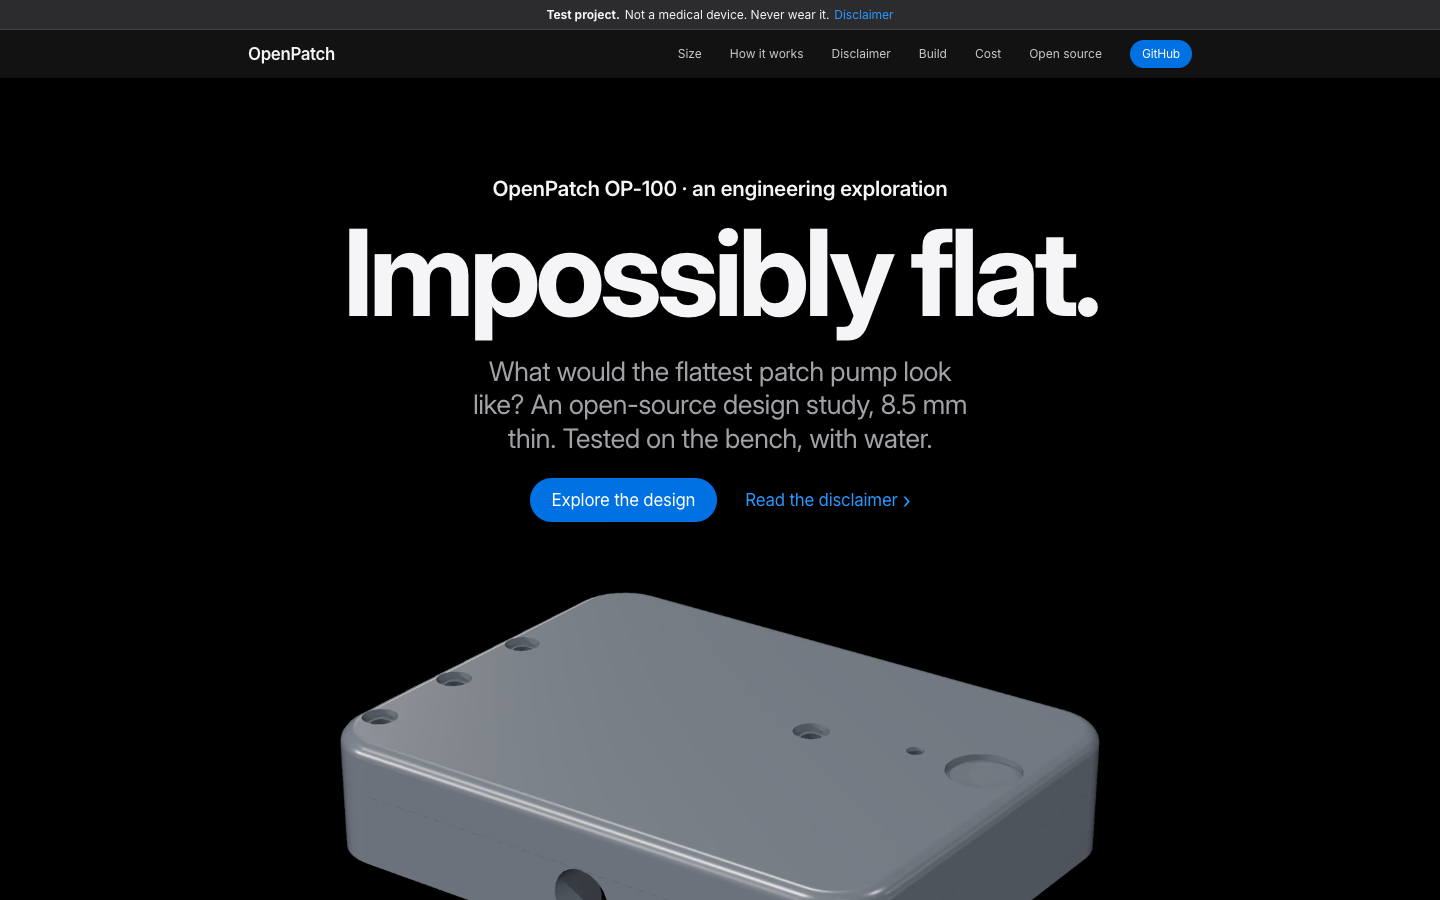 Test project. Not a medical device. Never wear it. Disclaimer
OpenPatch
Size
How it works
Disclaimer
Build
Cost
Open source
GitHub
OpenPatch OP-100 · an engineering exploration
Impossibly flat.
What would the flattest patch pump look
like? An open-source design study, 8.5 mm
thin. Tested on the bench, with water.
Explore the design
Read the disclaimer ›